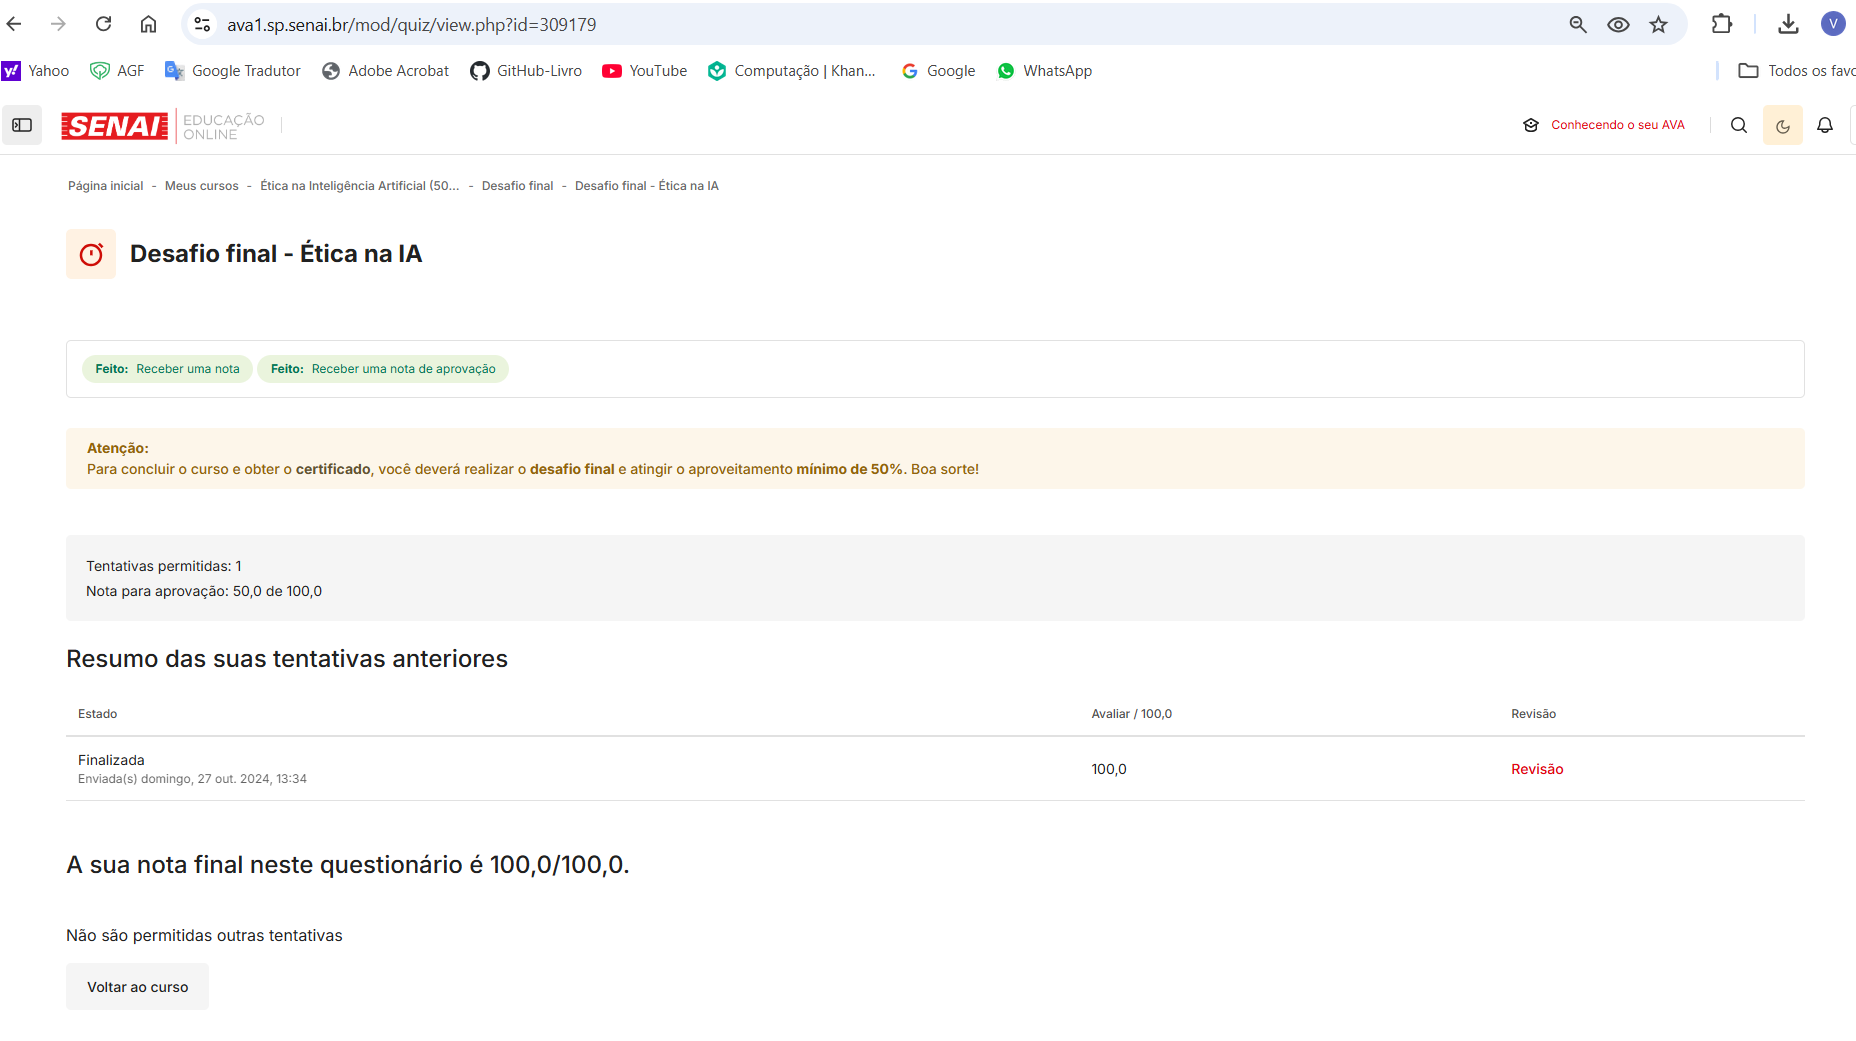 ava1.sp.senai.br/mod/quiz/view.php?id=309179
V
y! Yahoo AGF Google Tradutor Adobe Acrobat GitHub-Livro YouTube Computação | Khan... Google WhatsApp Todos os favo
SENAI EDUCAÇÃO ONLINE Conhecendo o seu AVA
Página inicial - Meus cursos - Ética na Inteligência Artificial (50... - Desafio final - Desafio final - Ética na IA
Desafio final - Ética na IA
Feito: Receber uma nota Feito: Receber uma nota de aprovação
Atenção:
Para concluir o curso e obter o certificado, você deverá realizar o desafio final e atingir o aproveitamento mínimo de 50%. Boa sorte!
Tentativas permitidas: 1
Nota para aprovação: 50,0 de 100,0
Resumo das suas tentativas anteriores
Estado Avaliar / 100,0 Revisão
Finalizada
Enviada(s) domingo, 27 out. 2024, 13:34
100,0 Revisão
A sua nota final neste questionário é 100,0/100,0.
Não são permitidas outras tentativas
Voltar ao curso